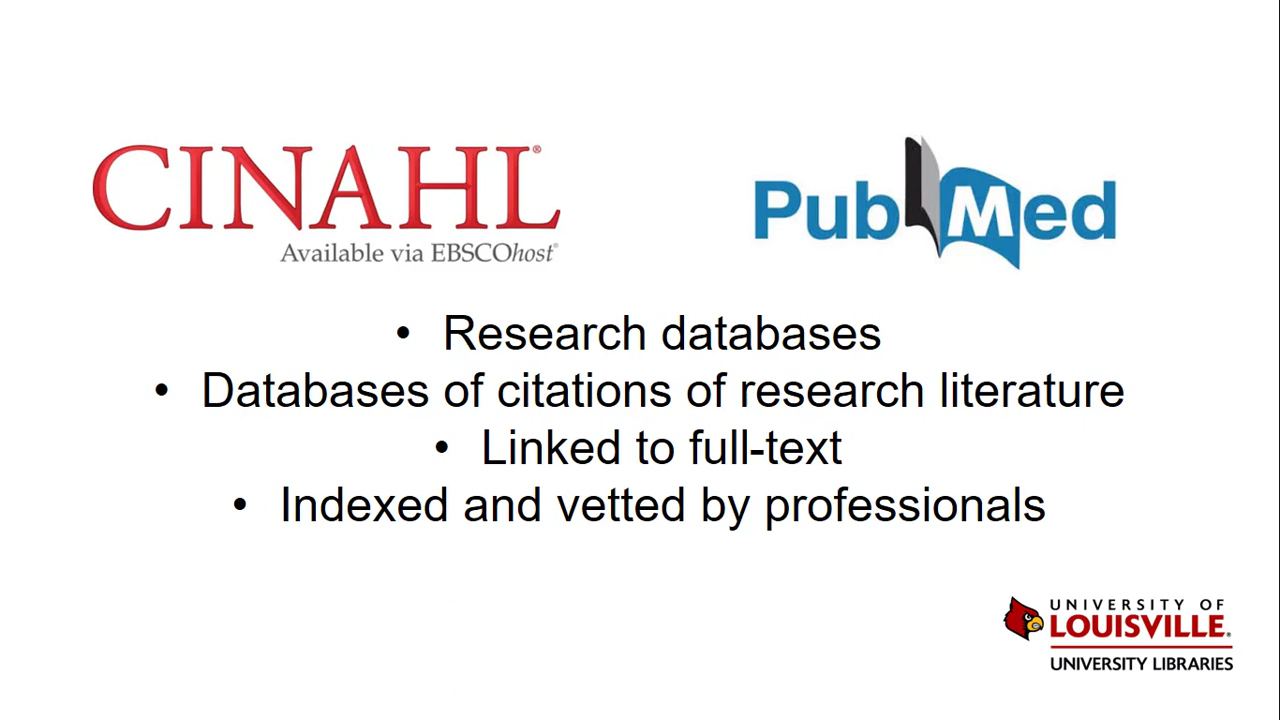 CINAHL®
Available via EBSCOhost®
PubMed
• Research databases
• Databases of citations of research literature
• Linked to full-text
• Indexed and vetted by professionals
UNIVERSITY OF
LOUISVILLE.
UNIVERSITY LIBRARIES